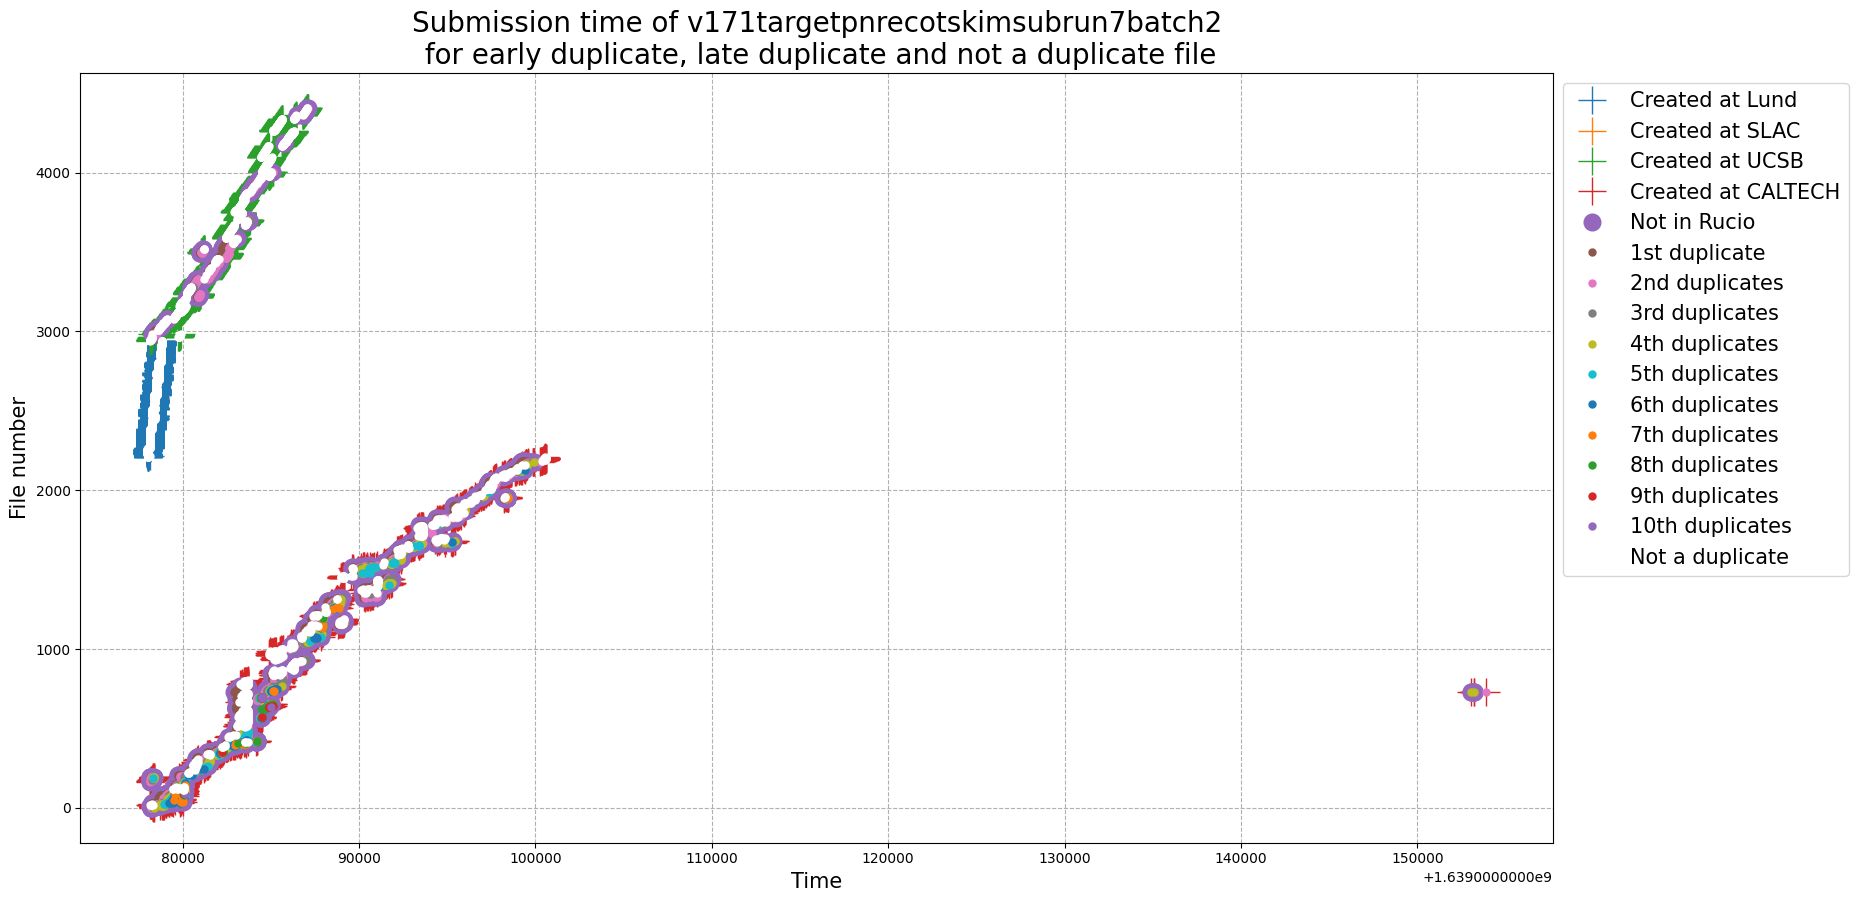 Submission time of v171targetpnrecotskimsubrun7batch2
for early duplicate, late duplicate and not a duplicate file
File number
4000
3000
2000
1000
0
80000
90000
100000
110000
120000
130000
140000
150000
+1.6390000000e9
Time
Created at Lund
Created at SLAC
Created at UCSB
Created at CALTECH
Not in Rucio
1st duplicate
2nd duplicates
3rd duplicates
4th duplicates
5th duplicates
6th duplicates
7th duplicates
8th duplicates
9th duplicates
10th duplicates
Not a duplicate